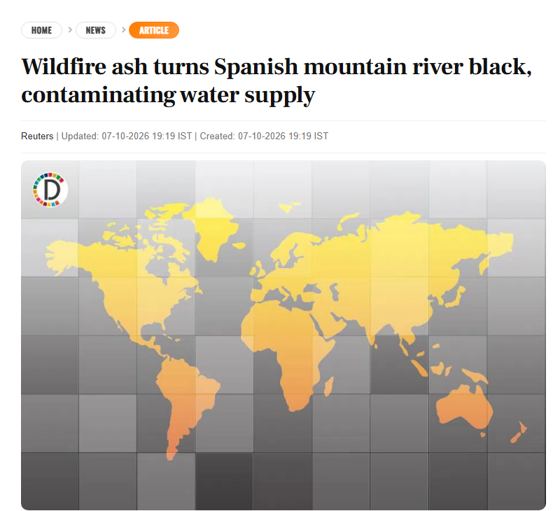 HOME
NEWS
ARTICLE
Wildfire ash turns Spanish mountain river black,
contaminating water supply
Reuters | Updated: 07-10-2026 19:19 IST | Created: 07-10-2026 19:19 IST
D